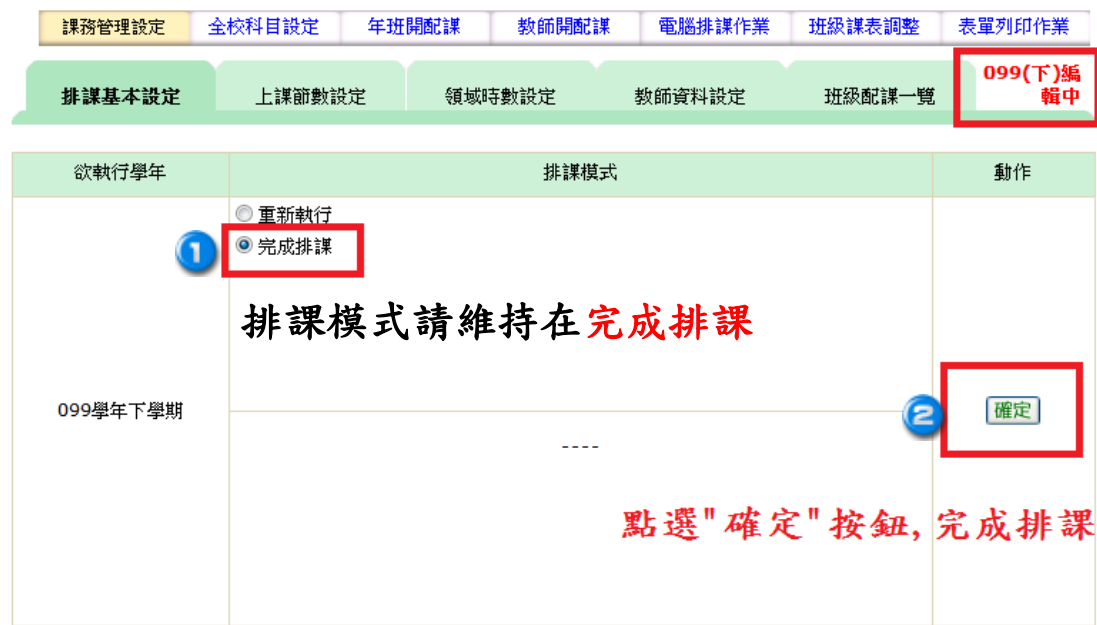 課務管理設定 全校科目設定 年班開配課 教師開配課 電腦排課作業 班級課表調整 表單列印作業
排課基本設定 上課節數設定 領域時數設定 教師資料設定 班級配課一覽 099(下)編
輯中
欲執行學年 排課模式 動作
重新執行
1 完成排課
排課模式請維持在完成排課
099學年下學期 2 確定
----
點選"確定"按鈕,完成排課